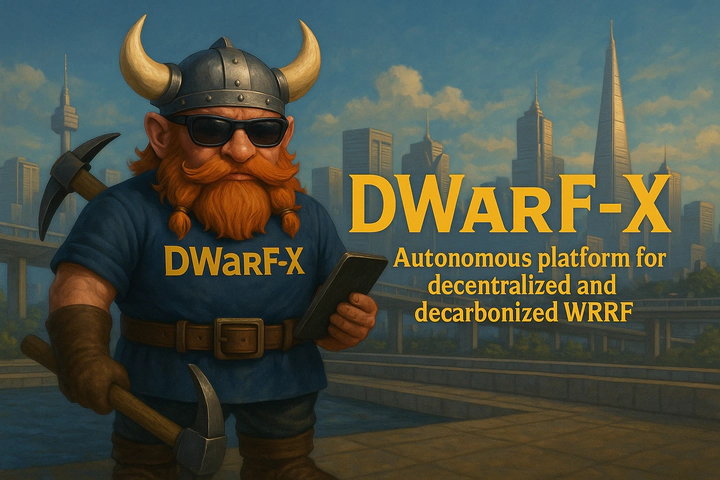 DWarF-X
DWarF-X
Autonomous platform for
decentralized and
decarbonized WRRF